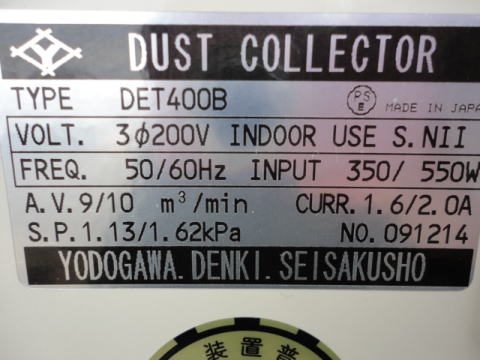 DUST COLLECTOR
TYPE DET400B PS E MADE IN JAPA
VOLT. 3φ200V INDOOR USE S.NII
FREQ. 50/60Hz INPUT 350/ 550W
A.V.9/10 m³/min CURR.1.6/2.0A
S.P.1.13/1.62kPa NO.091214
YODOGAWA.DENKI.SEISAKUSHO
装置普